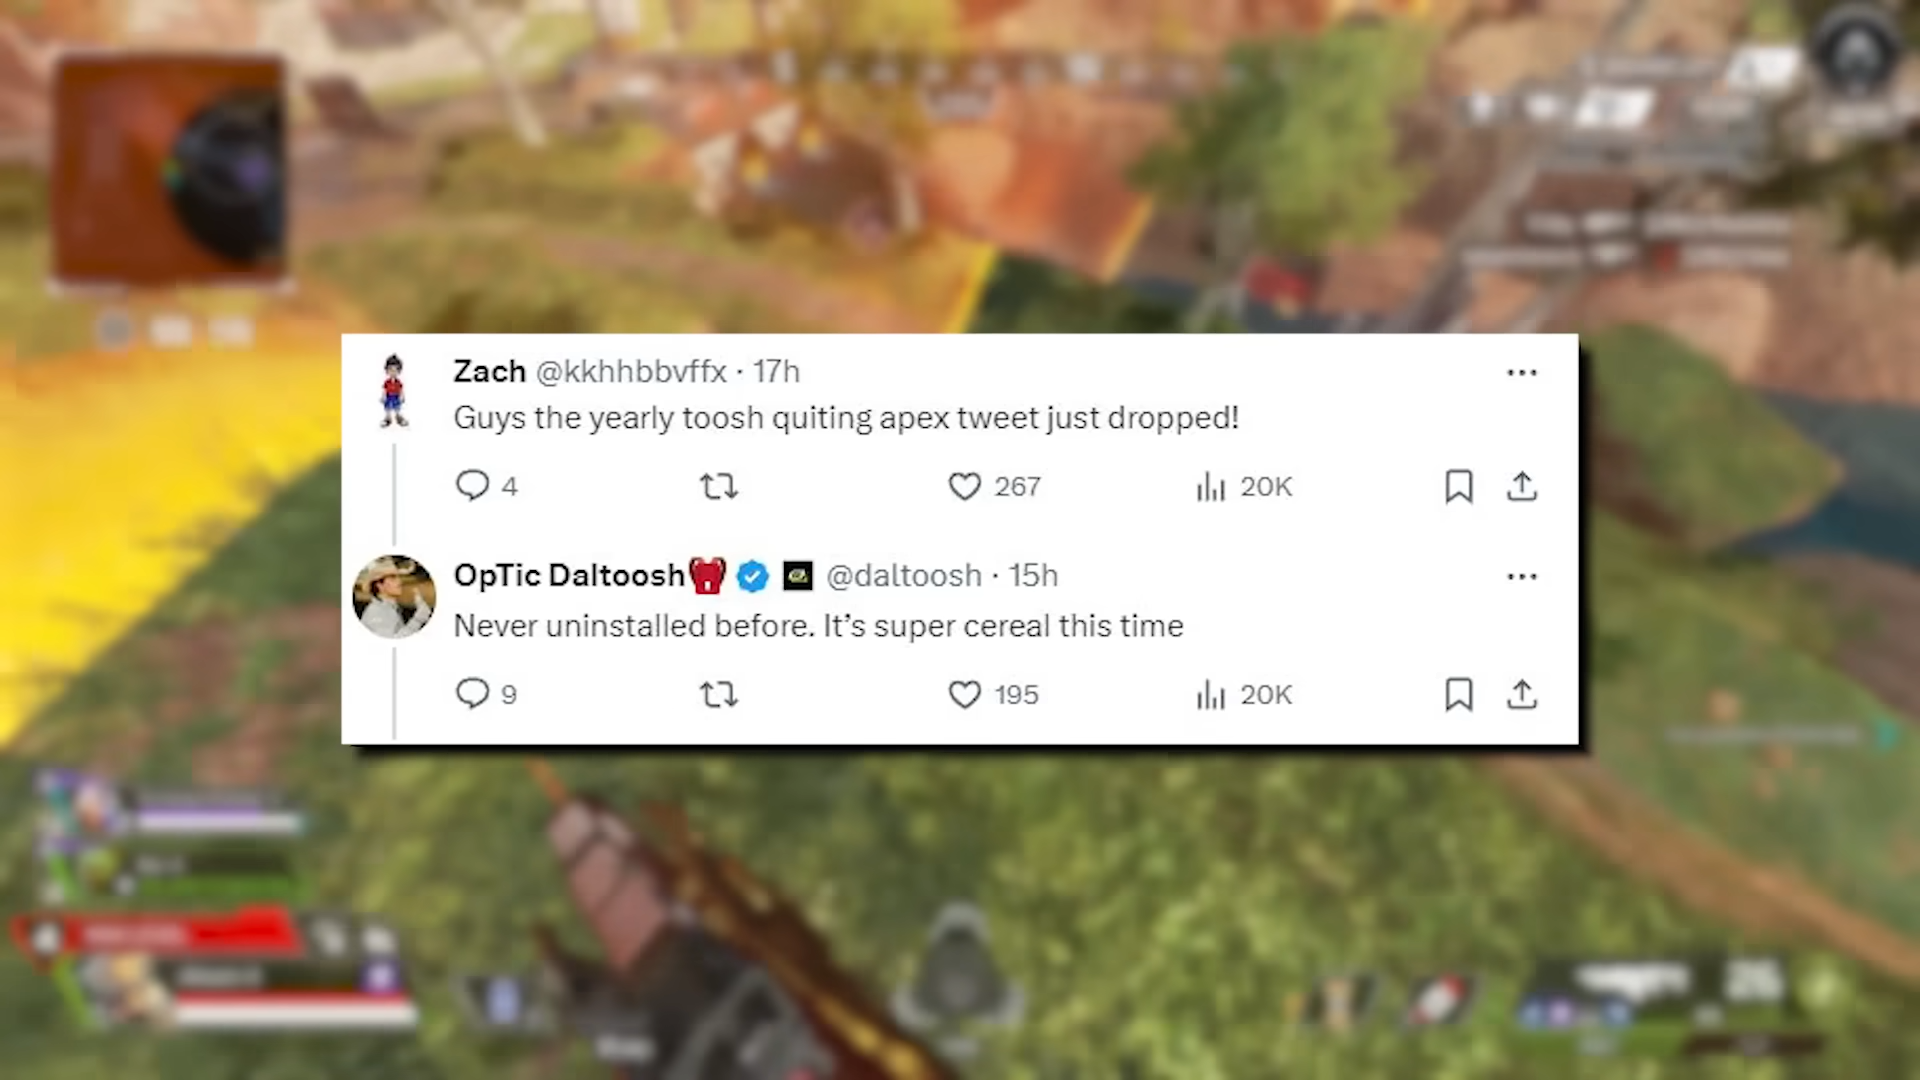 Zach @kkhhbbvffx · 17h
Guys the yearly toosh quiting apex tweet just dropped!
4 267 20K
OpTic Daltoosh @daltoosh · 15h
Never uninstalled before. It’s super cereal this time
9 195 20K